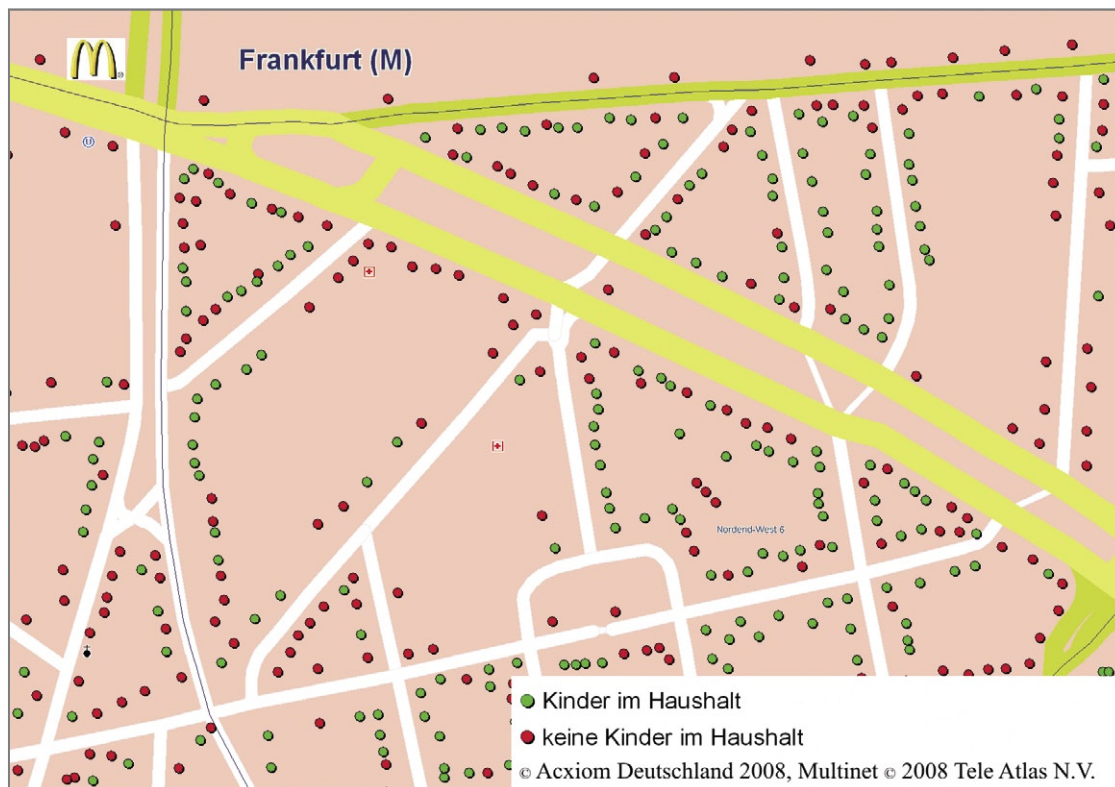 Frankfurt (M)
U
Nordend-West 6
Kinder im Haushalt
keine Kinder im Haushalt
© Acxiom Deutschland 2008, Multinet © 2008 Tele Atlas N.V.